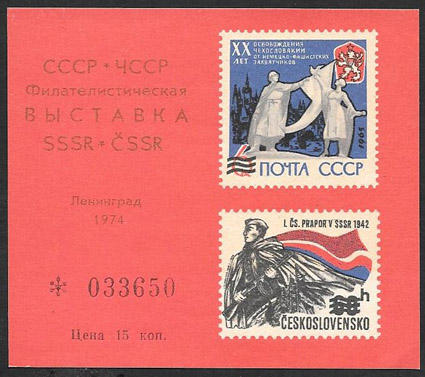 СССР * ЧССР
Филателистическая
ВЫСТАВКА
SSSR * ČSSR
Ленинград
1974
033650
Цена 15 коп.
XX
ЛЕТ
ОСВОБОЖДЕНИЯ
ЧЕХОСЛОВАКИИ
ОТ НЕМЕЦКО-ФАШИСТСКИХ
ЗАХВАТЧИКОВ
1965
6
ПОЧТА СССР
I. ČS. PRAPOR V SSSR 1942
h
ČESKOSLOVENSKO